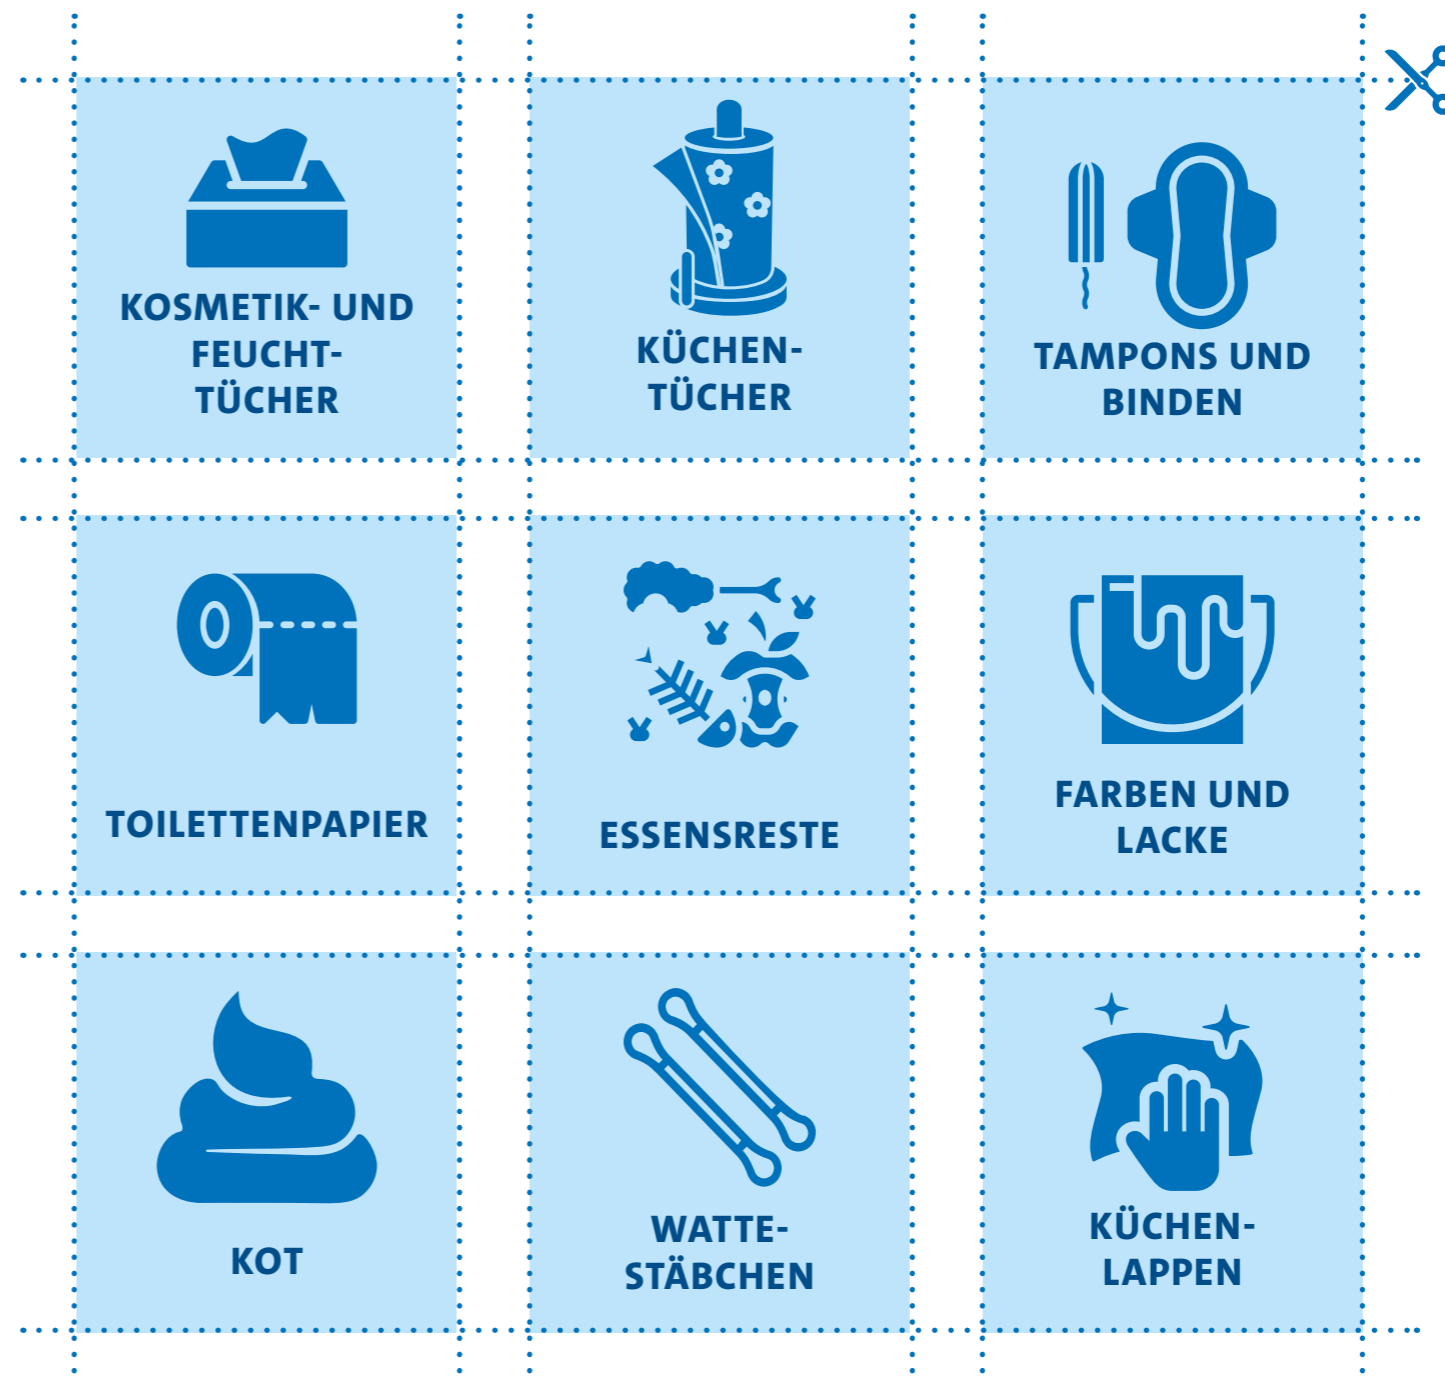 KOSMETIK- UND
FEUCHT-
TÜCHER
KÜCHEN-
TÜCHER
TAMPONS UND
BINDEN
TOILETTENPAPIER
ESSENSRESTE
FARBEN UND
LACKE
KOT
WATTE-
STÄBCHEN
KÜCHEN-
LAPPEN